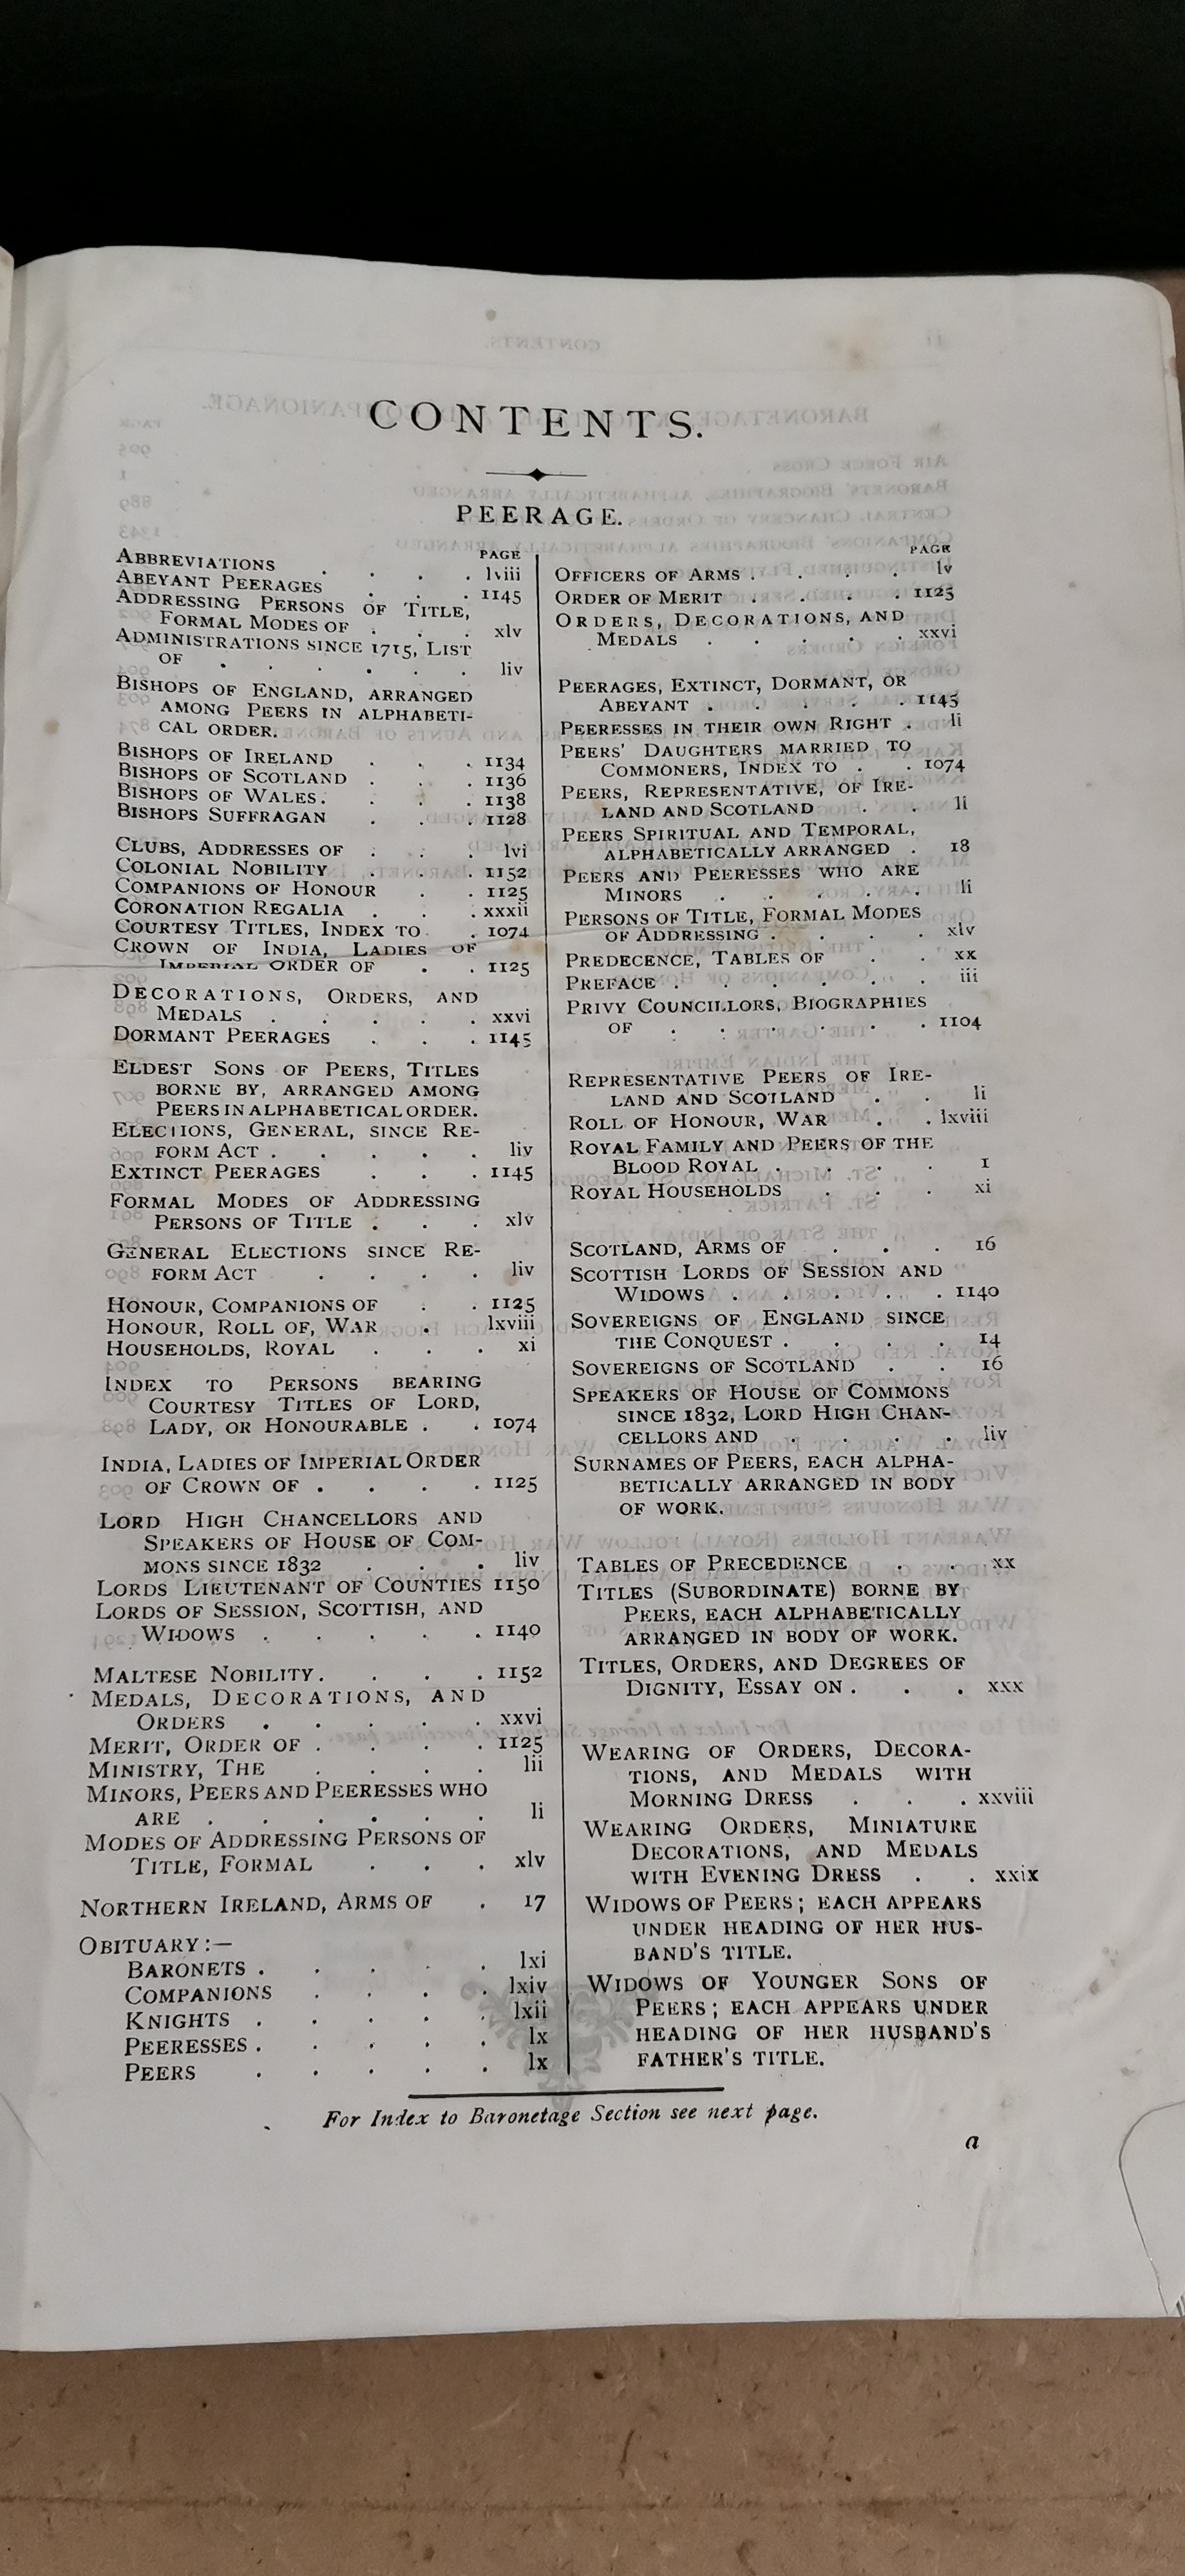 CONTENTS.
PEERAGE.
PAGE
ABBREVIATIONS . . . . lviii
ABEYANT PEERAGES . . . 1145
ADDRESSING PERSONS OF TITLE,
FORMAL MODES OF . . . xlv
ADMINISTRATIONS SINCE 1715, LIST
OF . . . . . . liv
BISHOPS OF ENGLAND, ARRANGED
AMONG PEERS IN ALPHABETI-
CAL ORDER.
BISHOPS OF IRELAND . . . 1134
BISHOPS OF SCOTLAND . . . 1136
BISHOPS OF WALES . . . 1138
BISHOPS SUFFRAGAN . . . 1128
CLUBS, ADDRESSES OF . . . lvi
COLONIAL NOBILITY . . . 1152
COMPANIONS OF HONOUR . . 1125
CORONATION REGALIA . . . xxxii
COURTESY TITLES, INDEX TO . . 1074
CROWN OF INDIA, LADIES OF
IMPERIAL ORDER OF . . 1125
DECORATIONS, ORDERS, AND
MEDALS . . . . . xxvi
DORMANT PEERAGES . . . 1145
ELDEST SONS OF PEERS, TITLES
BORNE BY, ARRANGED AMONG
PEERS IN ALPHABETICAL ORDER.
ELECTIONS, GENERAL, SINCE RE-
FORM ACT . . . . . liv
EXTINCT PEERAGES . . . 1145
FORMAL MODES OF ADDRESSING
PERSONS OF TITLE . . . xlv
GENERAL ELECTIONS SINCE RE-
FORM ACT . . . . liv
HONOUR, COMPANIONS OF . . 1125
HONOUR, ROLL OF, WAR . lxviii
HOUSEHOLDS, ROYAL . . . xi
INDEX TO PERSONS BEARING
COURTESY TITLES OF LORD,
LADY, OR HONOURABLE . . 1074
INDIA, LADIES OF IMPERIAL ORDER
OF CROWN OF . . . . 1125
LORD HIGH CHANCELLORS AND
SPEAKERS OF HOUSE OF COM-
MONS SINCE 1832 . . . liv
LORDS LIEUTENANT OF COUNTIES 1150
LORDS OF SESSION, SCOTTISH, AND
WIDOWS . . . . . 1140
MALTESE NOBILITY . . . . 1152
MEDALS, DECORATIONS, AND
ORDERS . . . . . xxvi
MERIT, ORDER OF . . . . 1125
MINISTRY, THE . . . . lii
MINORS, PEERS AND PEERESSES WHO
ARE . . . . . . li
MODES OF ADDRESSING PERSONS OF
TITLE, FORMAL . . . xlv
NORTHERN IRELAND, ARMS OF . 17
OBITUARY:—
BARONETS . . . . . lxi
COMPANIONS . . . . lxiv
KNIGHTS . . . . . lxii
PEERESSES . . . . . lx
PEERS . . . . . lx
PAGE
OFFICERS OF ARMS . . . . lv
ORDER OF MERIT . . . . 1125
ORDERS, DECORATIONS, AND
MEDALS . . . . . xxvi
PEERAGES, EXTINCT, DORMANT, OR
ABEYANT . . . . . 1145
PEERESSES IN THEIR OWN RIGHT . li
PEERS' DAUGHTERS MARRIED TO
COMMONERS, INDEX TO . . 1074
PEERS, REPRESENTATIVE, OF IRE-
LAND AND SCOTLAND . . li
PEERS SPIRITUAL AND TEMPORAL,
ALPHABETICALLY ARRANGED . 18
PEERS AND PEERESSES WHO ARE
MINORS . . . . . li
PERSONS OF TITLE, FORMAL MODES
OF ADDRESSING . . . . xlv
PREDECENCE, TABLES OF . . xx
PREFACE . . . . . . iii
PRIVY COUNCILLORS, BIOGRAPHIES
OF . . . . . . 1104
REPRESENTATIVE PEERS OF IRE-
LAND AND SCOTLAND . . li
ROLL OF HONOUR, WAR . . lxviii
ROYAL FAMILY AND PEERS OF THE
BLOOD ROYAL . . . . 1
ROYAL HOUSEHOLDS . . . xi
SCOTLAND, ARMS OF . . . 16
SCOTTISH LORDS OF SESSION AND
WIDOWS . . . . . 1140
SOVEREIGNS OF ENGLAND SINCE
THE CONQUEST . . . . 14
SOVEREIGNS OF SCOTLAND . . 16
SPEAKERS OF HOUSE OF COMMONS
SINCE 1832, LORD HIGH CHAN-
CELLORS AND . . . . liv
SURNAMES OF PEERS, EACH ALPHA-
BETICALLY ARRANGED IN BODY
OF WORK.
TABLES OF PRECEDENCE . . . xx
TITLES (SUBORDINATE) BORNE BY
PEERS, EACH ALPHABETICALLY
ARRANGED IN BODY OF WORK.
TITLES, ORDERS, AND DEGREES OF
DIGNITY, ESSAY ON . . . xxx
WEARING OF ORDERS, DECORA-
TIONS, AND MEDALS WITH
MORNING DRESS . . . xxviii
WEARING ORDERS, MINIATURE
DECORATIONS, AND MEDALS
WITH EVENING DRESS . . xxix
WIDOWS OF PEERS; EACH APPEARS
UNDER HEADING OF HER HUS-
BAND'S TITLE.
WIDOWS OF YOUNGER SONS OF
PEERS; EACH APPEARS UNDER
HEADING OF HER HUSBAND'S
FATHER'S TITLE.
For Index to Baronetage Section see next page.
a